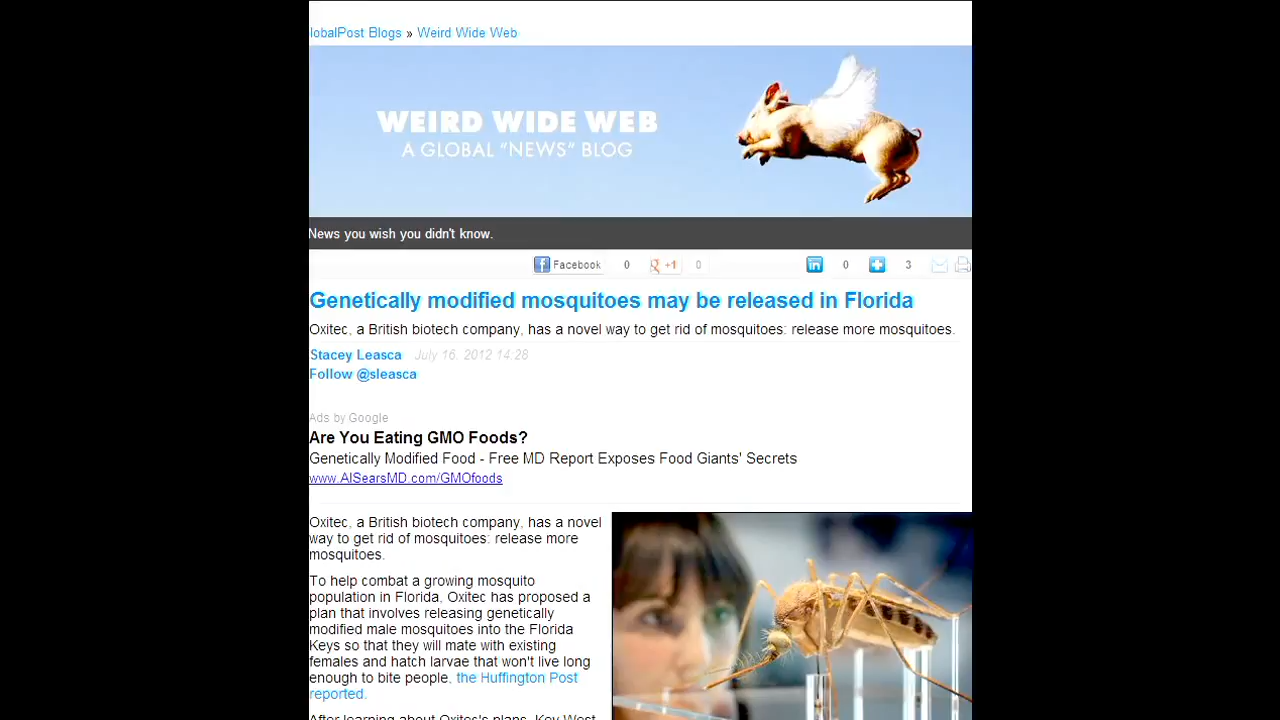 lobalPost Blogs » Weird Wide Web
WEIRD WIDE WEB
A GLOBAL “NEWS” BLOG
News you wish you didn't know.
Facebook 0 +1 0 in 0 3
Genetically modified mosquitoes may be released in Florida
Oxitec, a British biotech company, has a novel way to get rid of mosquitoes: release more mosquitoes.
Stacey Leasca July 16, 2012 14:28
Follow @sleasca
Ads by Google
Are You Eating GMO Foods?
Genetically Modified Food - Free MD Report Exposes Food Giants' Secrets
www.AlSearsMD.com/GMOfoods
Oxitec, a British biotech company, has a novel
way to get rid of mosquitoes: release more
mosquitoes.
To help combat a growing mosquito
population in Florida, Oxitec has proposed a
plan that involves releasing genetically
modified male mosquitoes into the Florida
Keys so that they will mate with existing
females and hatch larvae that won't live long
enough to bite people, the Huffington Post
reported.
After learning about Oxitec's plans, Key West